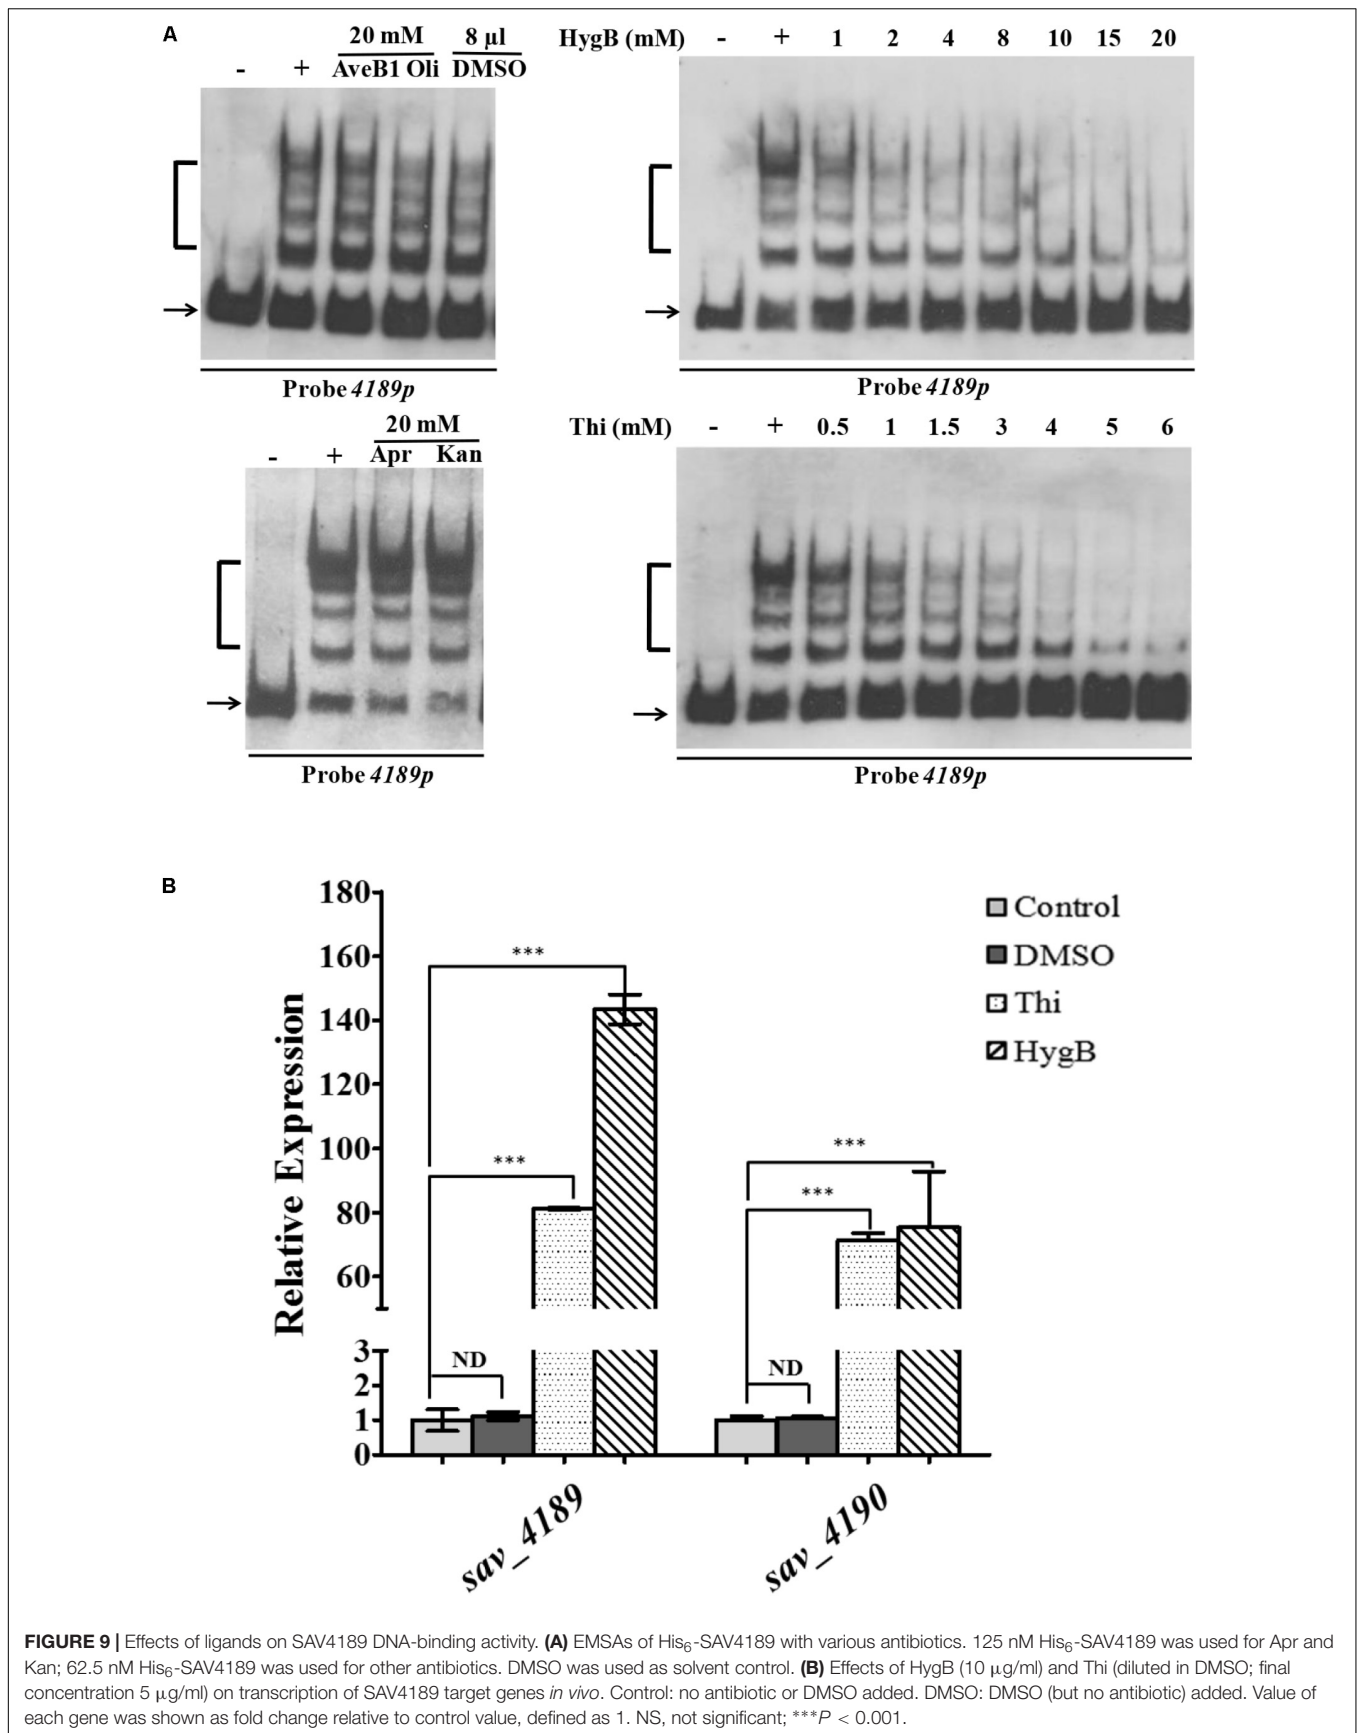 A
20 mM 8 µl
- + AveB1 Oli DMSO
Probe 4189p
HygB (mM) - + 1 2 4 8 10 15 20
Probe 4189p
20 mM
- + Apr Kan
Probe 4189p
Thi (mM) - + 0.5 1 1.5 3 4 5 6
Probe 4189p
B
Relative Expression
180
160
140
120
100
80
60
3
2
1
0
***
***
ND
***
***
ND
sav_4189
sav_4190
Control
DMSO
Thi
HygB
FIGURE 9 | Effects of ligands on SAV4189 DNA-binding activity. (A) EMSAs of His6-SAV4189 with various antibiotics. 125 nM His6-SAV4189 was used for Apr and
Kan; 62.5 nM His6-SAV4189 was used for other antibiotics. DMSO was used as solvent control. (B) Effects of HygB (10 µg/ml) and Thi (diluted in DMSO; final
concentration 5 µg/ml) on transcription of SAV4189 target genes in vivo. Control: no antibiotic or DMSO added. DMSO: DMSO (but no antibiotic) added. Value of
each gene was shown as fold change relative to control value, defined as 1. NS, not significant; ***P < 0.001.